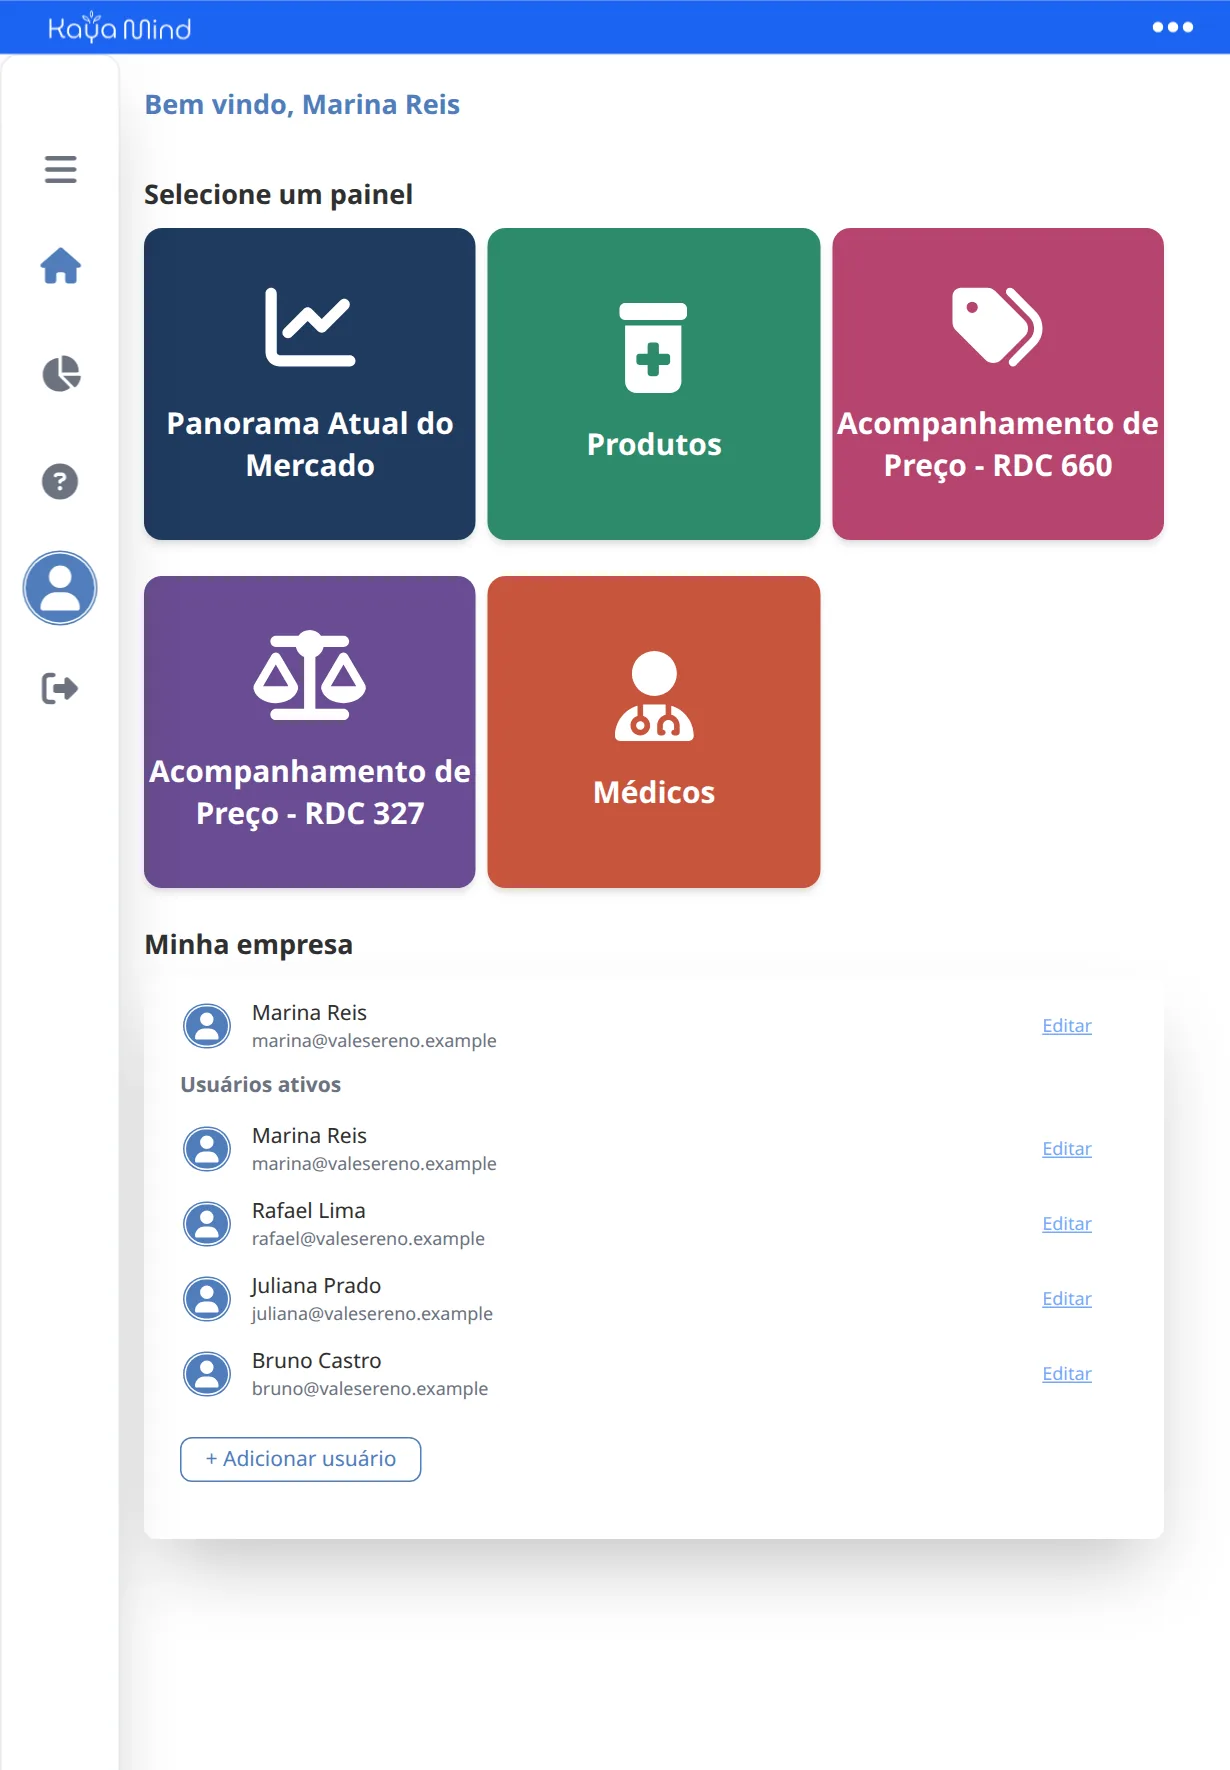 Kaya Mind
Bem vindo, Marina Reis
Selecione um painel
Panorama Atual do
Mercado
Produtos
Acompanhamento de
Preço - RDC 660
Acompanhamento de
Preço - RDC 327
Médicos
Minha empresa
Marina Reis
marina@valesereno.example
Editar
Usuários ativos
Marina Reis
marina@valesereno.example
Editar
Rafael Lima
rafael@valesereno.example
Editar
Juliana Prado
juliana@valesereno.example
Editar
Bruno Castro
bruno@valesereno.example
Editar
+ Adicionar usuário